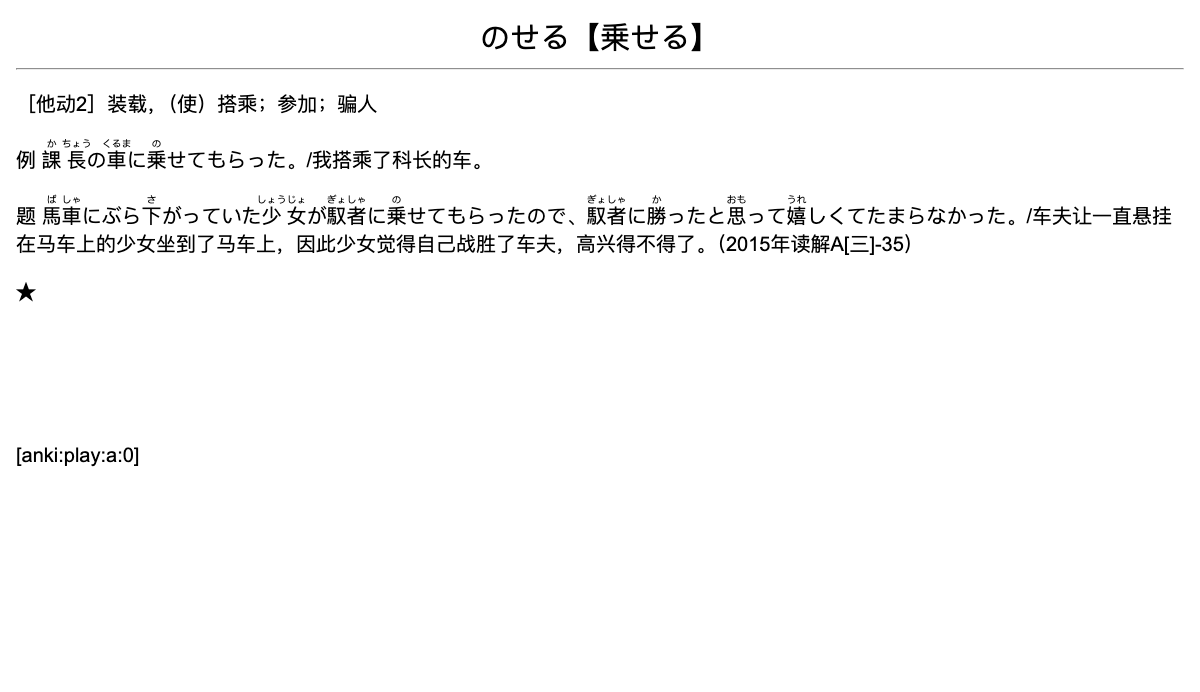 のせる【乗せる】
［他动2］装载，（使）搭乘；参加；骗人
例 課長の車に乗せてもらった。/我搭乘了科长的车。
か ちょう くるま の
题 馬車にぶら下がっていた少女が馭者に乗せてもらったので、馭者に勝ったと思って嬉しくてたまらなかった。/车夫让一直悬挂
ば しゃ さ しょうじょ ぎょしゃ の ぎょしゃ か おも うれ
在马车上的少女坐到了马车上，因此少女觉得自己战胜了车夫，高兴得不得了。（2015年读解A[三]-35）
★
[anki:play:a:0]